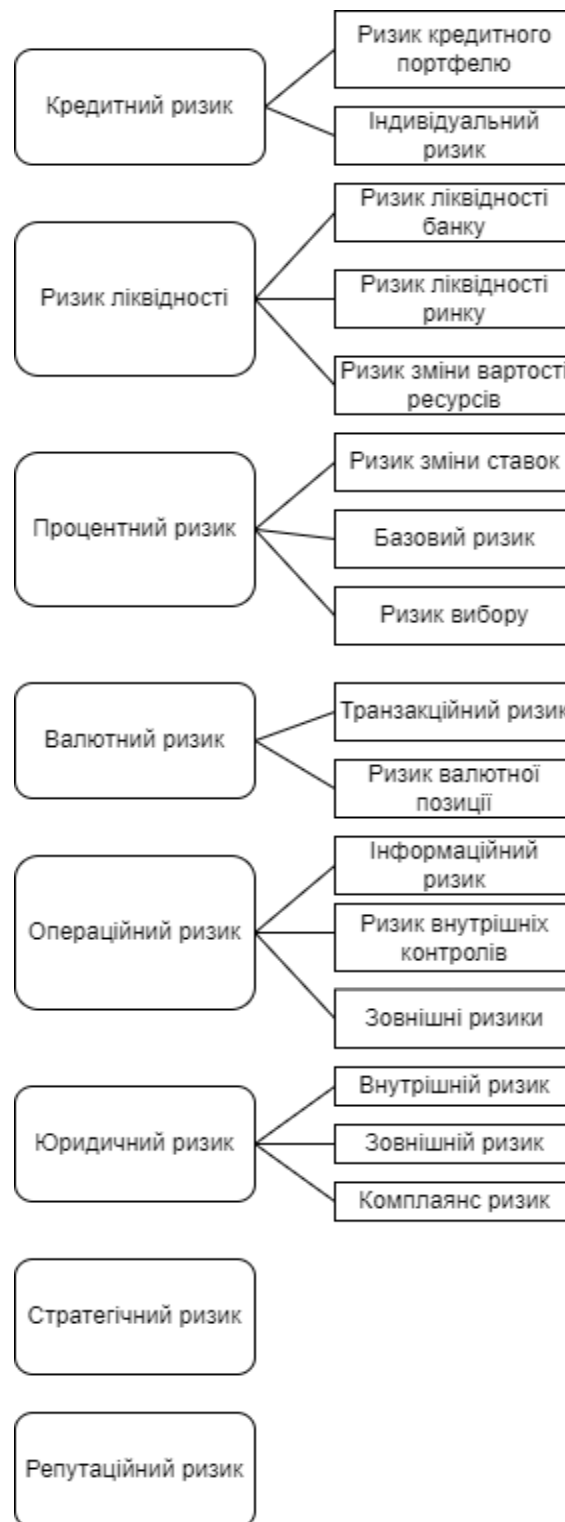 Кредитний ризик
Ризик кредитного
портфелю
Індивідуальний
ризик
Ризик ліквідності
Ризик ліквідності
банку
Ризик ліквідності
ринку
Ризик зміни вартості
ресурсів
Процентний ризик
Ризик зміни ставок
Базовий ризик
Ризик вибору
Валютний ризик
Транзакційний ризик
Ризик валютної
позиції
Операційний ризик
Інформаційний
ризик
Ризик внутрішніх
контролів
Зовнішні ризики
Юридичний ризик
Внутрішній ризик
Зовнішній ризик
Комплаянс ризик
Стратегічний ризик
Репутаційний ризик